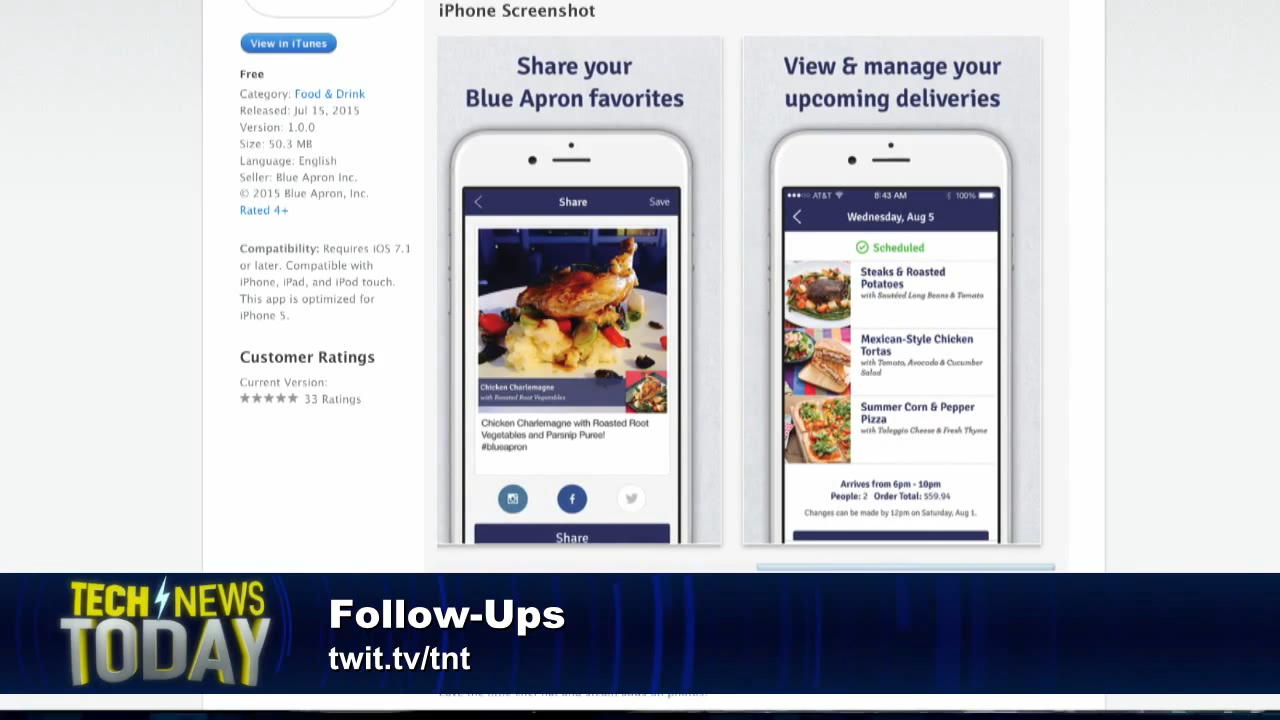 View in iTunes
Free
Category: Food & Drink
Released: Jul 15, 2015
Version: 1.0.0
Size: 50.3 MB
Language: English
Seller: Blue Apron Inc.
© 2015 Blue Apron, Inc.
Rated 4+
Compatibility: Requires iOS 7.1
or later. Compatible with
iPhone, iPad, and iPod touch.
This app is optimized for
iPhone 5.
Customer Ratings
Current Version:
★★★★★ 33 Ratings
iPhone Screenshot
Share your
Blue Apron favorites
Share
Save
Chicken Charlemagne
with Roasted Root Vegetables
Chicken Charlemagne with Roasted Root
Vegetables and Parsnip Puree!
#blueapron
Share
View & manage your
upcoming deliveries
AT&T 8:43 AM 100%
Wednesday, Aug 5
Scheduled
Steaks & Roasted
Potatoes
with Sautéed Long Beans & Tomato
Mexican-Style Chicken
Tortas
with Tomato, Avocado & Cucumber
Salad
Summer Corn & Pepper
Pizza
with Taleggio Cheese & Fresh Thyme
Arrives from 6pm - 10pm
People: 2 Order Total: $59.94
Changes can be made by 12pm on Saturday, Aug 1.
TECH NEWS
TODAY
Follow-Ups
twit.tv/tnt